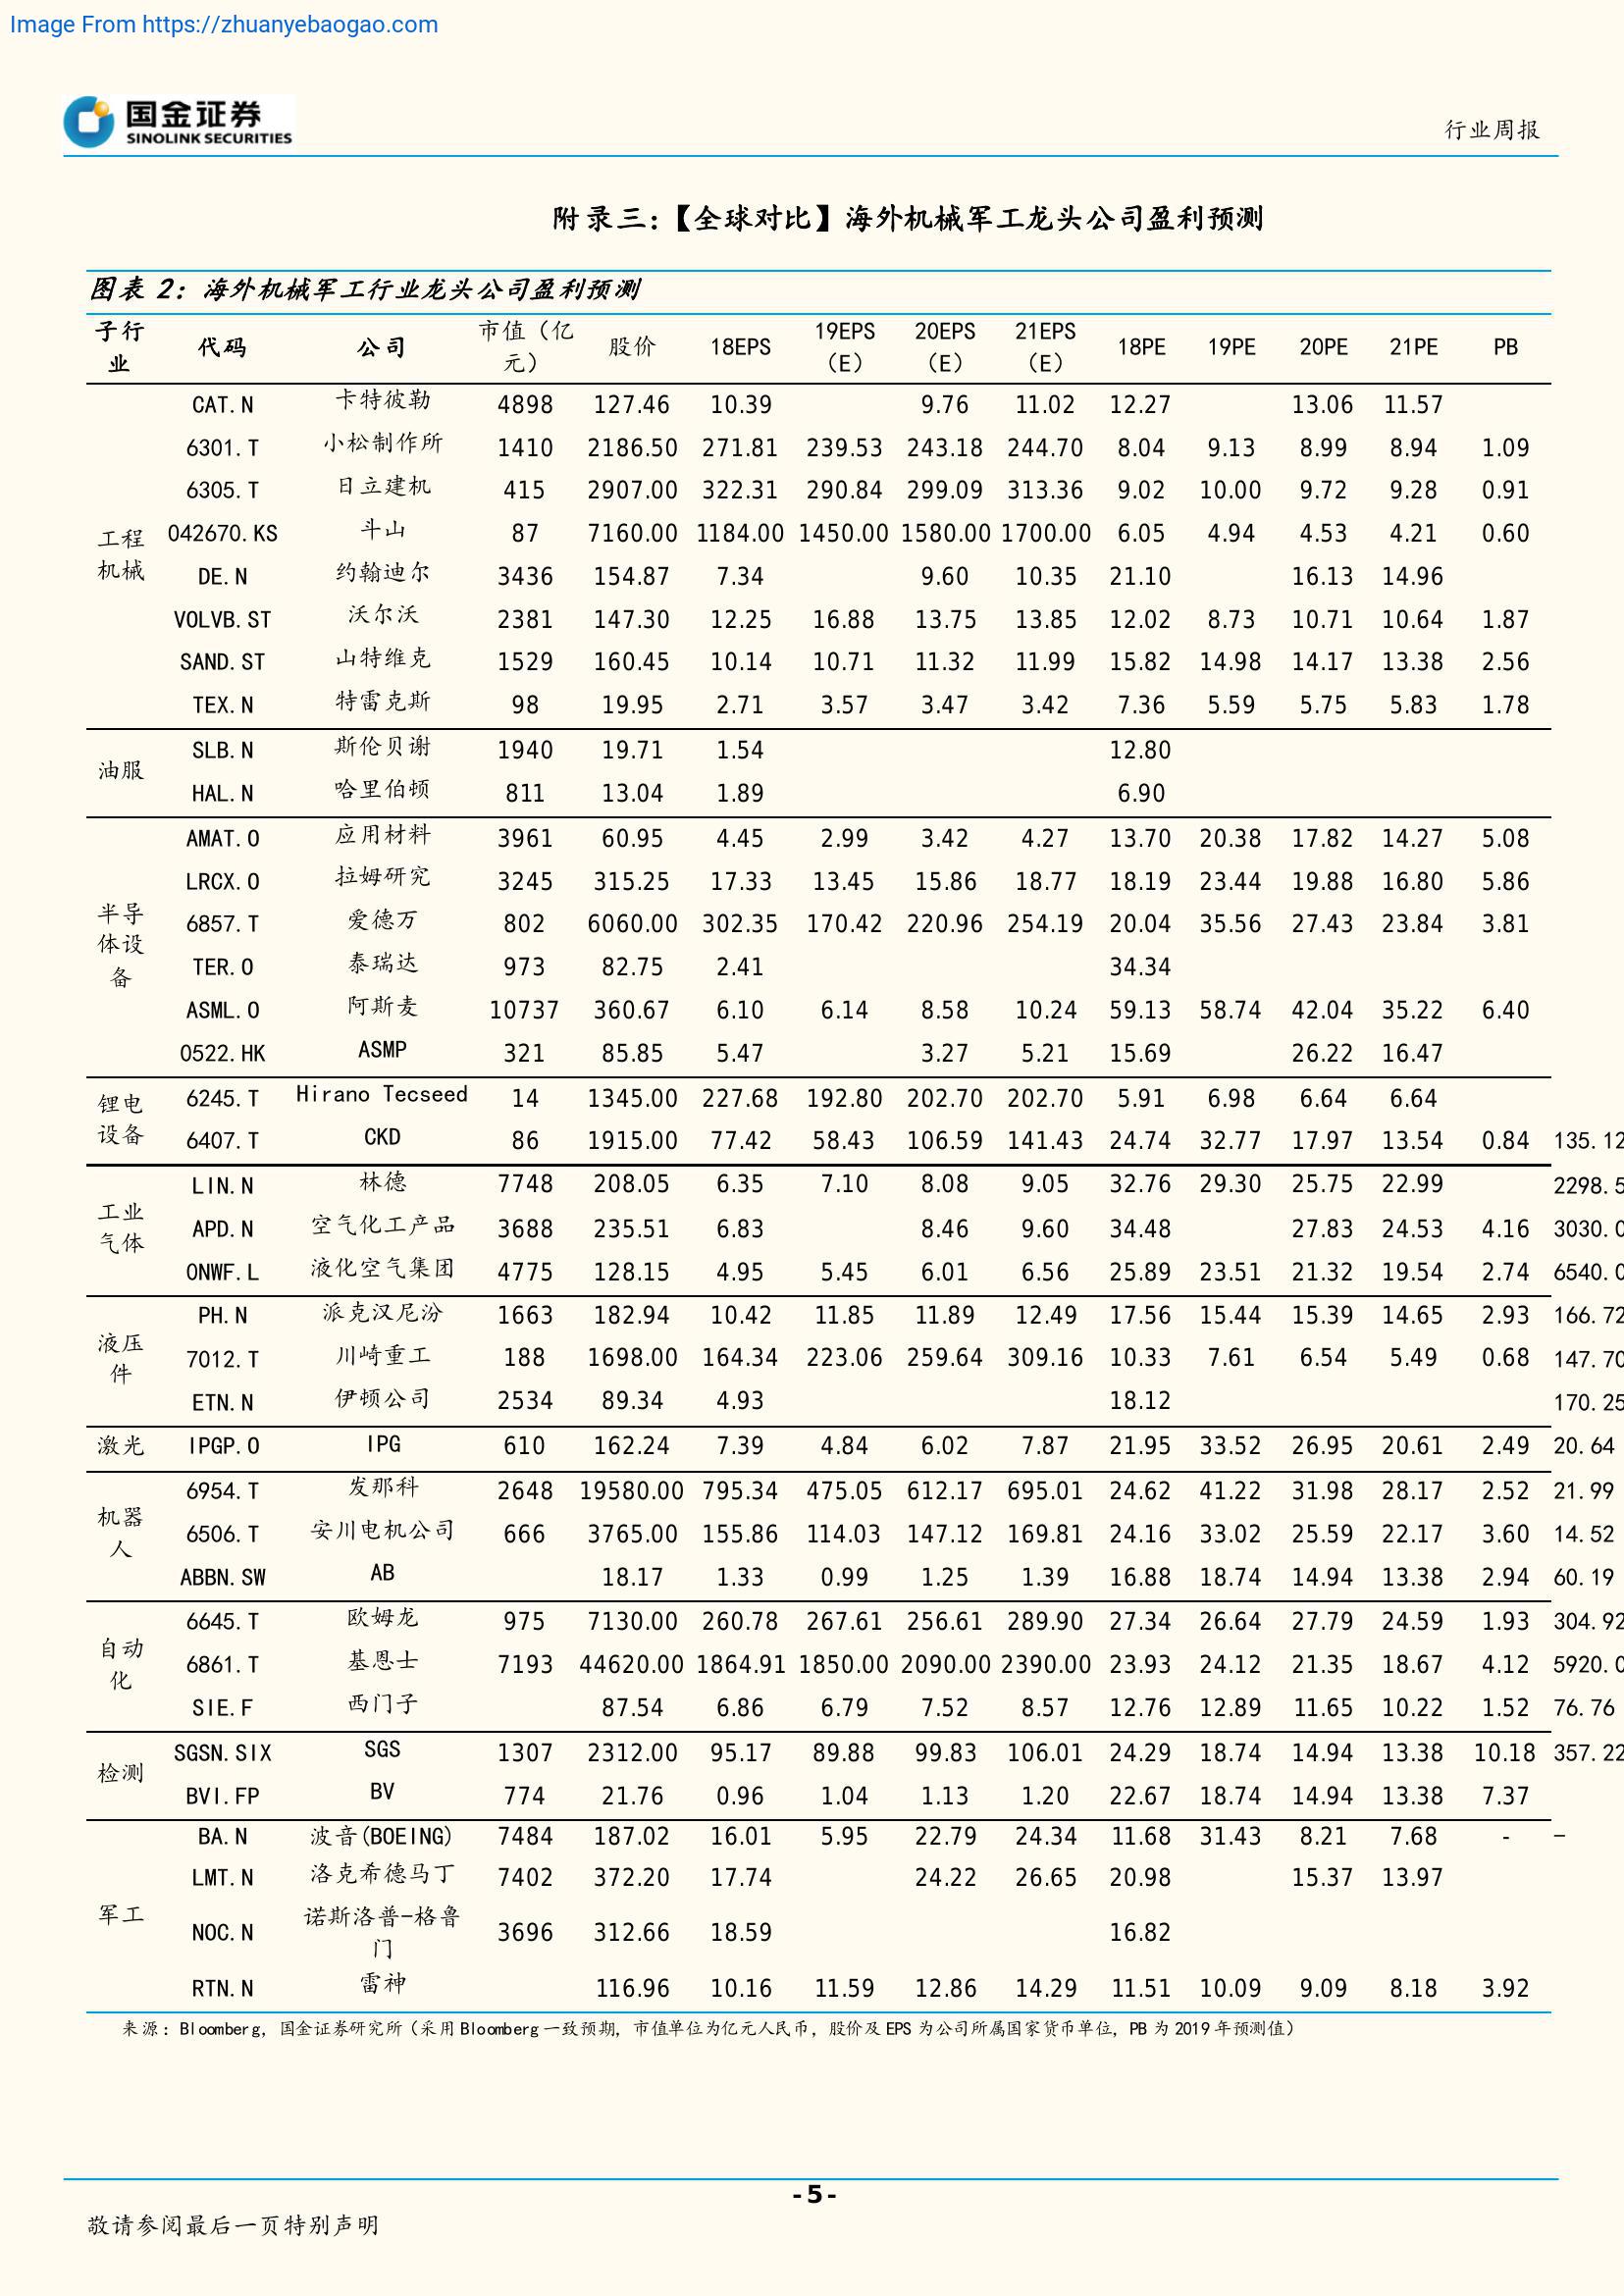 Image From https://zhuanyebaogao.com
国金证券
SINOLINK SECURITIES
行业周报
附录三:【全球对比】海外机械军工龙头公司盈利预测
图表 2：海外机械军工行业龙头公司盈利预测
子行业 代码 公司 市值（亿元） 股价 18EPS 19EPS（E） 20EPS（E） 21EPS（E） 18PE 19PE 20PE 21PE PB
工程机械
CAT.N 卡特彼勒 4898 127.46 10.39 9.76 11.02 12.27 13.06 11.57
6301.T 小松制作所 1410 2186.50 271.81 239.53 243.18 244.70 8.04 9.13 8.99 8.94 1.09
6305.T 日立建机 415 2907.00 322.31 290.84 299.09 313.36 9.02 10.00 9.72 9.28 0.91
042670.KS 斗山 87 7160.00 1184.00 1450.00 1580.00 1700.00 6.05 4.94 4.53 4.21 0.60
DE.N 约翰迪尔 3436 154.87 7.34 9.60 10.35 21.10 16.13 14.96
VOLVB.ST 沃尔沃 2381 147.30 12.25 16.88 13.75 13.85 12.02 8.73 10.71 10.64 1.87
SAND.ST 山特维克 1529 160.45 10.14 10.71 11.32 11.99 15.82 14.98 14.17 13.38 2.56
TEX.N 特雷克斯 98 19.95 2.71 3.57 3.47 3.42 7.36 5.59 5.75 5.83 1.78
油服
SLB.N 斯伦贝谢 1940 19.71 1.54 12.80
HAL.N 哈里伯顿 811 13.04 1.89 6.90
半导体设备
AMAT.O 应用材料 3961 60.95 4.45 2.99 3.42 4.27 13.70 20.38 17.82 14.27 5.08
LRCX.O 拉姆研究 3245 315.25 17.33 13.45 15.86 18.77 18.19 23.44 19.88 16.80 5.86
6857.T 爱德万 802 6060.00 302.35 170.42 220.96 254.19 20.04 35.56 27.43 23.84 3.81
TER.O 泰瑞达 973 82.75 2.41 34.34
ASML.O 阿斯麦 10737 360.67 6.10 6.14 8.58 10.24 59.13 58.74 42.04 35.22 6.40
0522.HK ASMP 321 85.85 5.47 3.27 5.21 15.69 26.22 16.47
锂电设备
6245.T Hirano Tecseed 14 1345.00 227.68 192.80 202.70 202.70 5.91 6.98 6.64 6.64
6407.T CKD 86 1915.00 77.42 58.43 106.59 141.43 24.74 32.77 17.97 13.54 0.84 135.12
工业气体
LIN.N 林德 7748 208.05 6.35 7.10 8.08 9.05 32.76 29.30 25.75 22.99 2298.5
APD.N 空气化工产品 3688 235.51 6.83 8.46 9.60 34.48 27.83 24.53 4.16 3030.0
0NWF.L 液化空气集团 4775 128.15 4.95 5.45 6.01 6.56 25.89 23.51 21.32 19.54 2.74 6540.0
液压件
PH.N 派克汉尼汾 1663 182.94 10.42 11.85 11.89 12.49 17.56 15.44 15.39 14.65 2.93 166.72
7012.T 川崎重工 188 1698.00 164.34 223.06 259.64 309.16 10.33 7.61 6.54 5.49 0.68 147.70
ETN.N 伊顿公司 2534 89.34 4.93 18.12 170.25
激光 IPGP.O IPG 610 162.24 7.39 4.84 6.02 7.87 21.95 33.52 26.95 20.61 2.49 20.64
机器人
6954.T 发那科 2648 19580.00 795.34 475.05 612.17 695.01 24.62 41.22 31.98 28.17 2.52 21.99
6506.T 安川电机公司 666 3765.00 155.86 114.03 147.12 169.81 24.16 33.02 25.59 22.17 3.60 14.52
ABBN.SW AB 18.17 1.33 0.99 1.25 1.39 16.88 18.74 14.94 13.38 2.94 60.19
自动化
6645.T 欧姆龙 975 7130.00 260.78 267.61 256.61 289.90 27.34 26.64 27.79 24.59 1.93 304.92
6861.T 基恩士 7193 44620.00 1864.91 1850.00 2090.00 2390.00 23.93 24.12 21.35 18.67 4.12 5920.0
SIE.F 西门子 87.54 6.86 6.79 7.52 8.57 12.76 12.89 11.65 10.22 1.52 76.76
检测
SGSN.SIX SGS 1307 2312.00 95.17 89.88 99.83 106.01 24.29 18.74 14.94 13.38 10.18 357.22
BVI.FP BV 774 21.76 0.96 1.04 1.13 1.20 22.67 18.74 14.94 13.38 7.37
军工
BA.N 波音(BOEING) 7484 187.02 16.01 5.95 22.79 24.34 11.68 31.43 8.21 7.68 - -
LMT.N 洛克希德马丁 7402 372.20 17.74 24.22 26.65 20.98 15.37 13.97
NOC.N 诺斯洛普-格鲁门 3696 312.66 18.59 16.82
RTN.N 雷神 116.96 10.16 11.59 12.86 14.29 11.51 10.09 9.09 8.18 3.92
来源：Bloomberg，国金证券研究所（采用 Bloomberg 一致预期，市值单位为亿元人民币，股价及 EPS 为公司所属国家货币单位，PB 为 2019 年预测值）
- 5 -
敬请参阅最后一页特别声明